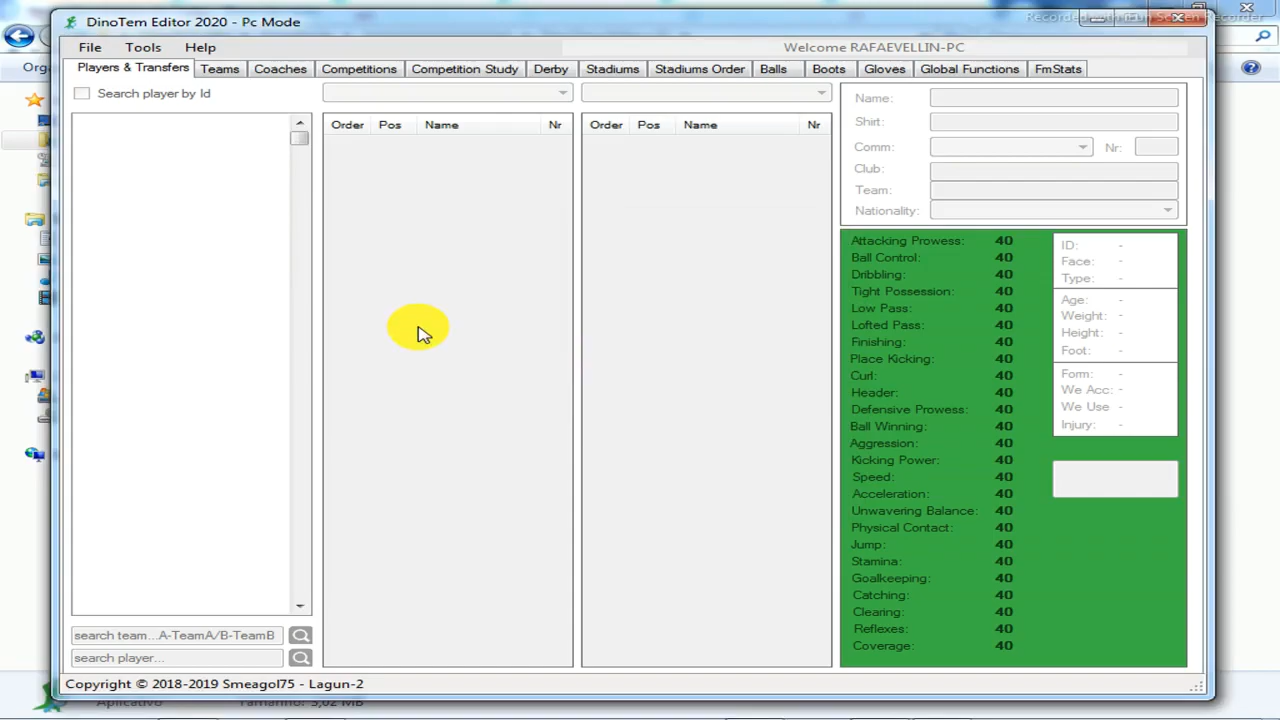 DinoTem Editor 2020 - Pc Mode
File Tools Help
Welcome RAFAEVELLIN-PC
Players & Transfers Teams Coaches Competitions Competition Study Derby Stadiums Stadiums Order Balls Boots Gloves Global Functions FmStats
Search player by Id
Order Pos Name Nr
Order Pos Name Nr
search team...A-TeamA/B-TeamB
search player...
Name:
Shirt:
Comm: Nr:
Club:
Team:
Nationality:
Attacking Prowess: 40
Ball Control: 40
Dribbling: 40
Tight Possession: 40
Low Pass: 40
Lofted Pass: 40
Finishing: 40
Place Kicking: 40
Curl: 40
Header: 40
Defensive Prowess: 40
Ball Winning: 40
Aggression: 40
Kicking Power: 40
Speed: 40
Acceleration: 40
Unwavering Balance: 40
Physical Contact: 40
Jump: 40
Stamina: 40
Goalkeeping: 40
Catching: 40
Clearing: 40
Reflexes: 40
Coverage: 40
ID: -
Face: -
Type: -
Age: -
Weight: -
Height: -
Foot: -
Form: -
We Acc: -
We Use -
Injury: -
Copyright © 2018-2019 Smeagol75 - Lagun-2
Orga
Aplicativo Tamanho: 3,02 MB